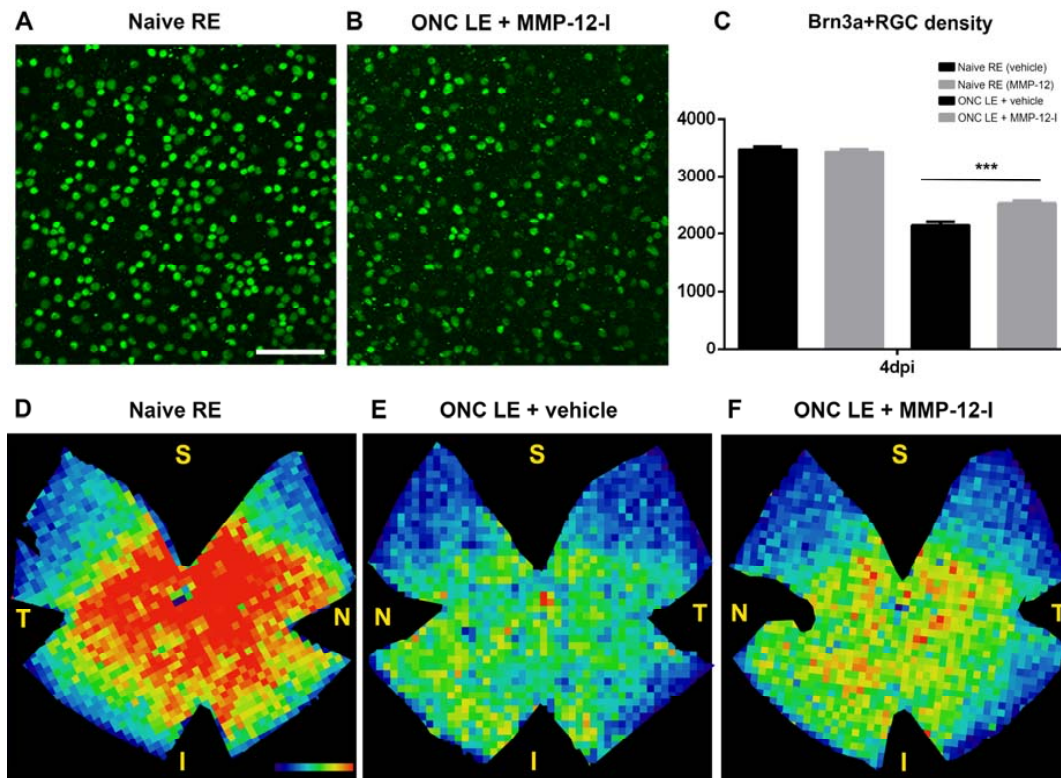 A Naive RE
B ONC LE + MMP-12-I
C Brn3a+RGC density
Naive RE (vehicle)
Naive RE (MMP-12)
ONC LE + vehicle
ONC LE + MMP-12-I
4000
3000
2000
1000
0
***
4dpi
D Naive RE
E ONC LE + vehicle
F ONC LE + MMP-12-I
S
T
N
I
S
N
T
I
S
N
T
I